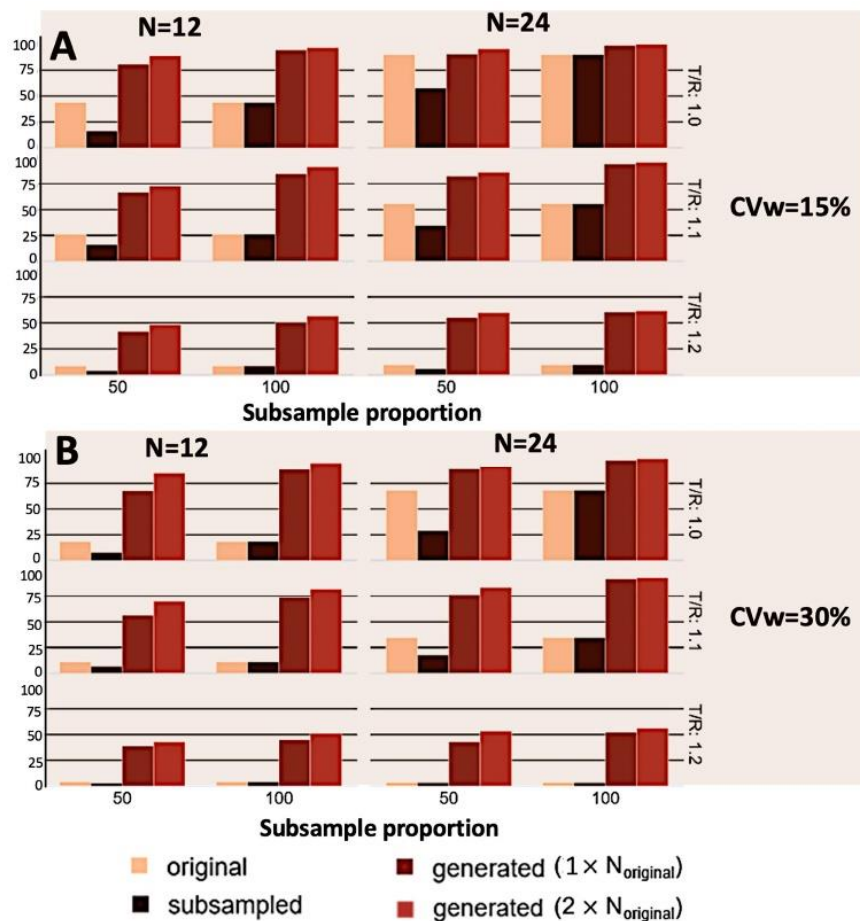 A
N=12 N=24
100
75
50
25
0
T/R: 1.0
100
75
50
25
0
T/R: 1.1
CVw=15%
100
75
50
25
0
T/R: 1.2
50 100 50 100
Subsample proportion
B
N=12 N=24
100
75
50
25
0
T/R: 1.0
100
75
50
25
0
T/R: 1.1
CVw=30%
100
75
50
25
0
T/R: 1.2
50 100 50 100
Subsample proportion
original generated (1 × Noriginal)
subsampled generated (2 × Noriginal)